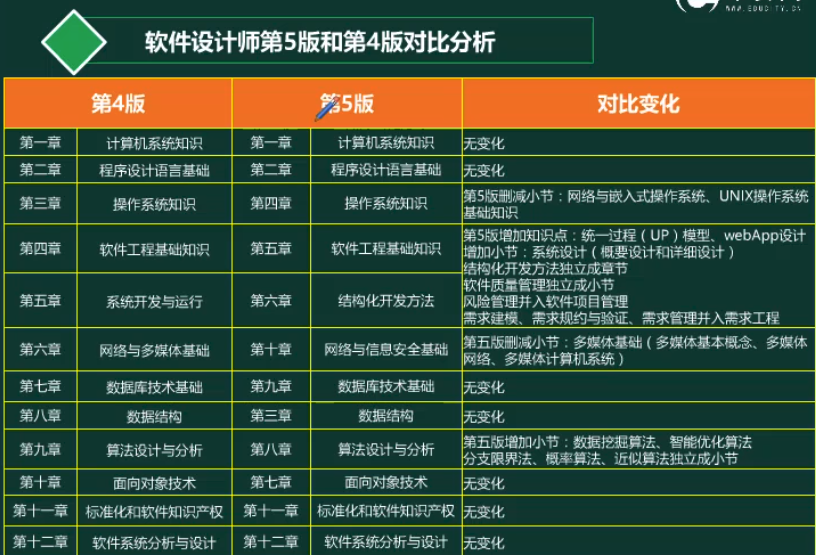 WWW.EDUCITY.CN
软件设计师第5版和第4版对比分析
第4版 第5版 对比变化
第一章 计算机系统知识 第一章 计算机系统知识 无变化
第二章 程序设计语言基础 第二章 程序设计语言基础 无变化
第三章 操作系统知识 第四章 操作系统知识 第5版删减小节：网络与嵌入式操作系统、UNIX操作系统
基础知识
第四章 软件工程基础知识 第五章 软件工程基础知识 第5版增加知识点：统一过程（UP）模型、webApp设计
增加小节：系统设计（概要设计和详细设计）
结构化开发方法独立成章节
第五章 系统开发与运行 第六章 结构化开发方法 软件质量管理独立成小节
风险管理并入软件项目管理
需求建模、需求规约与验证、需求管理并入需求工程
第六章 网络与多媒体基础 第十章 网络与信息安全基础 第五版删减小节：多媒体基础（多媒体基本概念、多媒体
网络、多媒体计算机系统）
第七章 数据库技术基础 第九章 数据库技术基础 无变化
第八章 数据结构 第三章 数据结构 无变化
第九章 算法设计与分析 第八章 算法设计与分析 第五版增加小节：数据挖掘算法、智能优化算法
分支限界法、概率算法、近似算法独立成小节
第十章 面向对象技术 第七章 面向对象技术 无变化
第十一章 标准化和软件知识产权 第十一章 标准化和软件知识产权 无变化
第十二章 软件系统分析与设计 第十二章 软件系统分析与设计 无变化